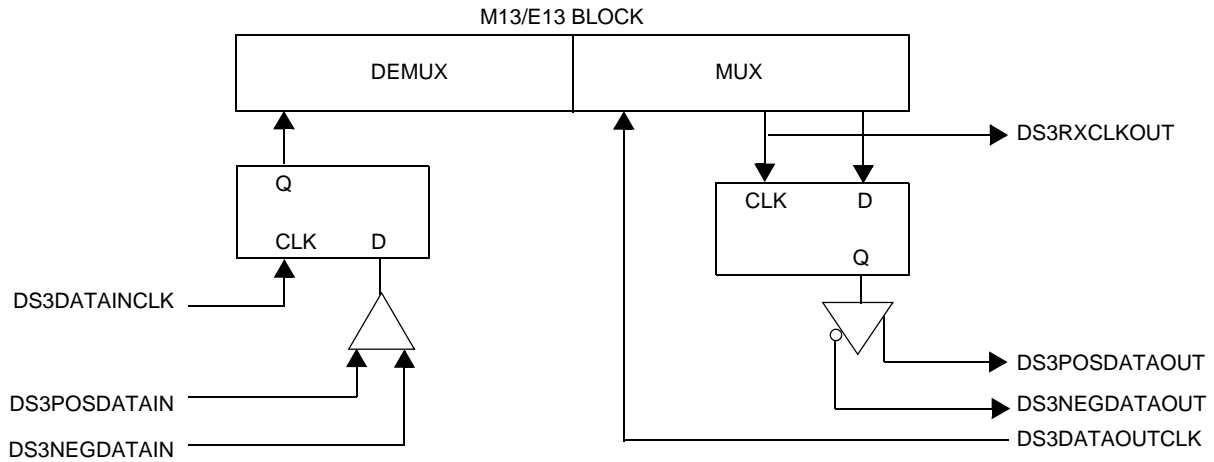 M13/E13 BLOCK
DEMUX
MUX
DS3RXCLKOUT
Q
CLK D
CLK D
Q
DS3DATAINCLK
DS3POSDATAIN
DS3NEGDATAIN
DS3POSDATAOUT
DS3NEGDATAOUT
DS3DATAOUTCLK